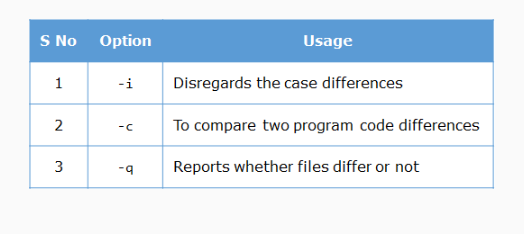 S No Option Usage
1 -i Disregards the case differences
2 -c To compare two program code differences
3 -q Reports whether files differ or not